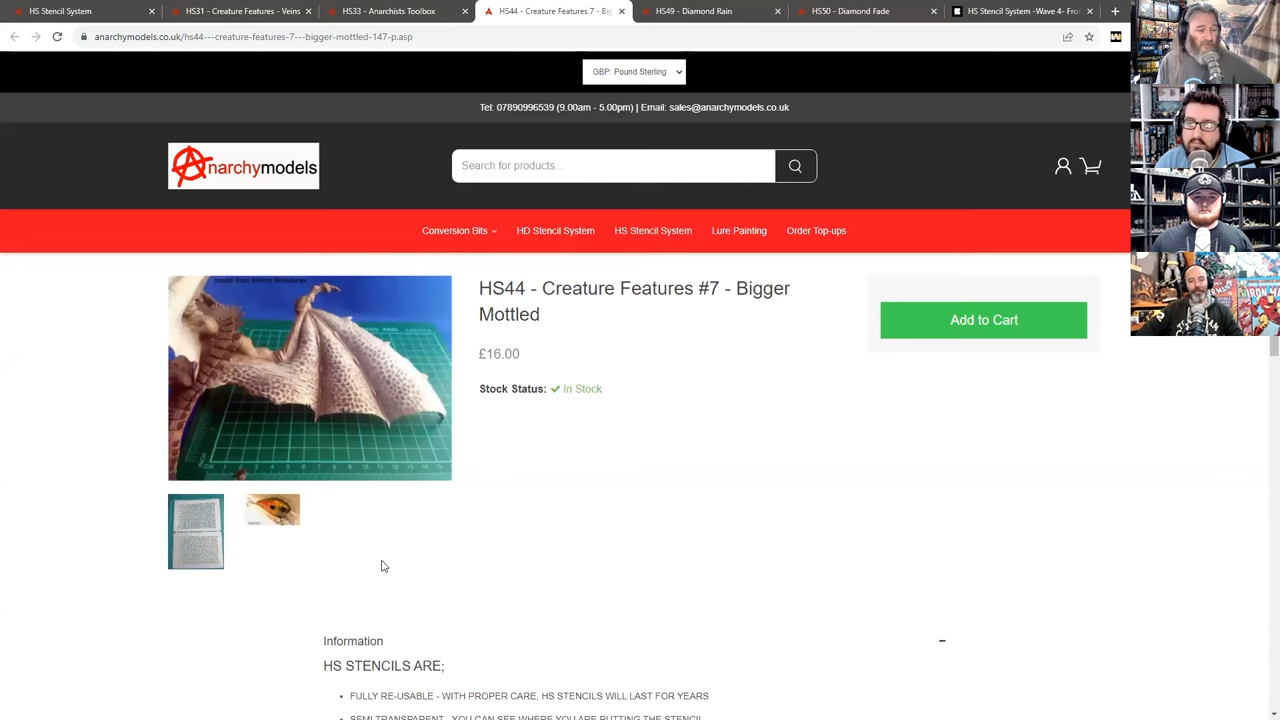 HS Stencil System
HS31 - Creature Features - Veins
HS33 - Anarchists Toolbox
HS44 - Creature Features 7 - Big
HS49 - Diamond Rain
HS50 - Diamond Fade
HS Stencil System - Wave 4- Fro
anarchymodels.co.uk/hs44---creature-features-7---bigger-mottled-147-p.asp
GBP: Pound Sterling
Tel: 07890996539 (9.00am - 5.00pm) | Email: sales@anarchymodels.co.uk
Anarchymodels
Search for products...
Conversion Bits
HD Stencil System
HS Stencil System
Lure Painting
Order Top-ups
HS44 - Creature Features #7 - Bigger
Mottled
£16.00
Stock Status: In Stock
Add to Cart
IRON MAN
Information
HS STENCILS ARE;
FULLY RE-USABLE - WITH PROPER CARE, HS STENCILS WILL LAST FOR YEARS
SEMI TRANSPARENT - YOU CAN SEE WHERE YOU ARE PUTTING THE STENCIL